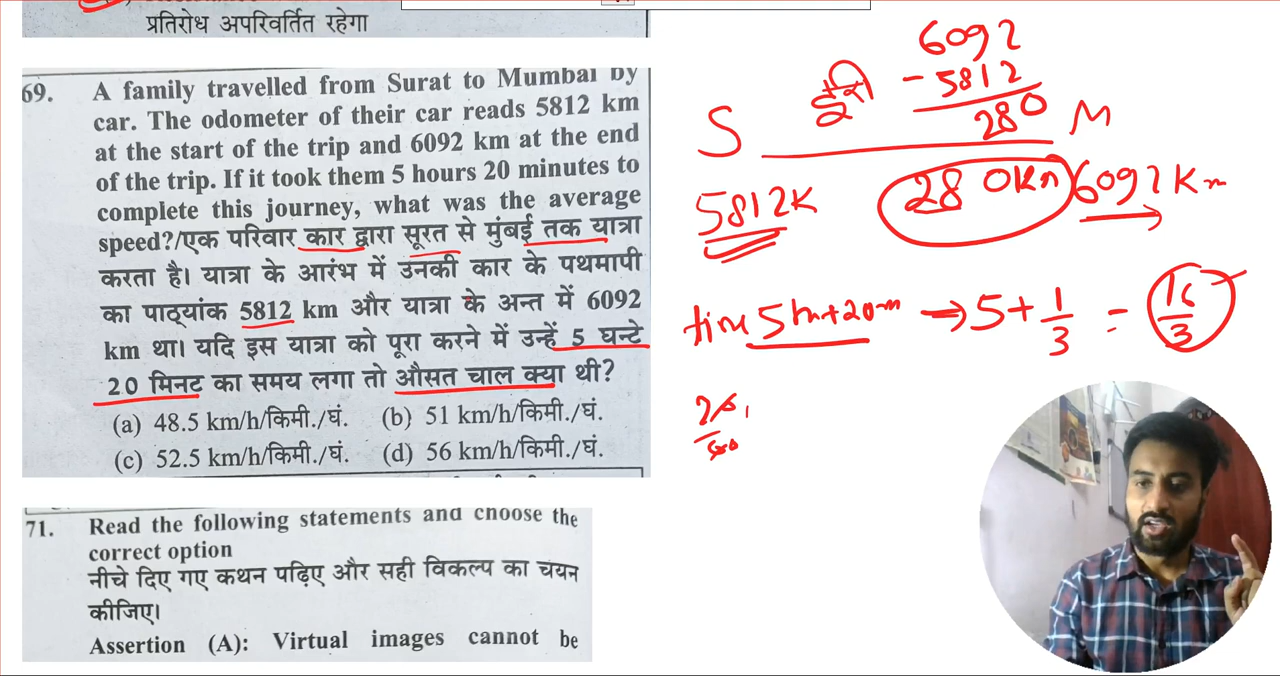 प्रतिरोध अपरिवर्तित रहेगा
69. A family travelled from Surat to Mumbai by
car. The odometer of their car reads 5812 km
at the start of the trip and 6092 km at the end
of the trip. If it took them 5 hours 20 minutes to
complete this journey, what was the average
speed?/एक परिवार कार द्वारा सूरत से मुंबई तक यात्रा
करता है। यात्रा के आरंभ में उनकी कार के पथमापी
का पाठ्यांक 5812 km और यात्रा के अन्त में 6092
km था। यदि इस यात्रा को पूरा करने में उन्हें 5 घन्टे
20 मिनट का समय लगा तो औसत चाल क्या थी?
(a) 48.5 km/h/किमी./घं. (b) 51 km/h/किमी./घं.
(c) 52.5 km/h/किमी./घं. (d) 56 km/h/किमी./घं.
71. Read the following statements and choose the
correct option
नीचे दिए गए कथन पढ़िए और सही विकल्प का चयन
कीजिए।
Assertion (A): Virtual images cannot be
6092
दूरी - 5812
280
S M
5812K 280Km 6092Km
time 5h+20m → 5 + 1/3 = 16/3